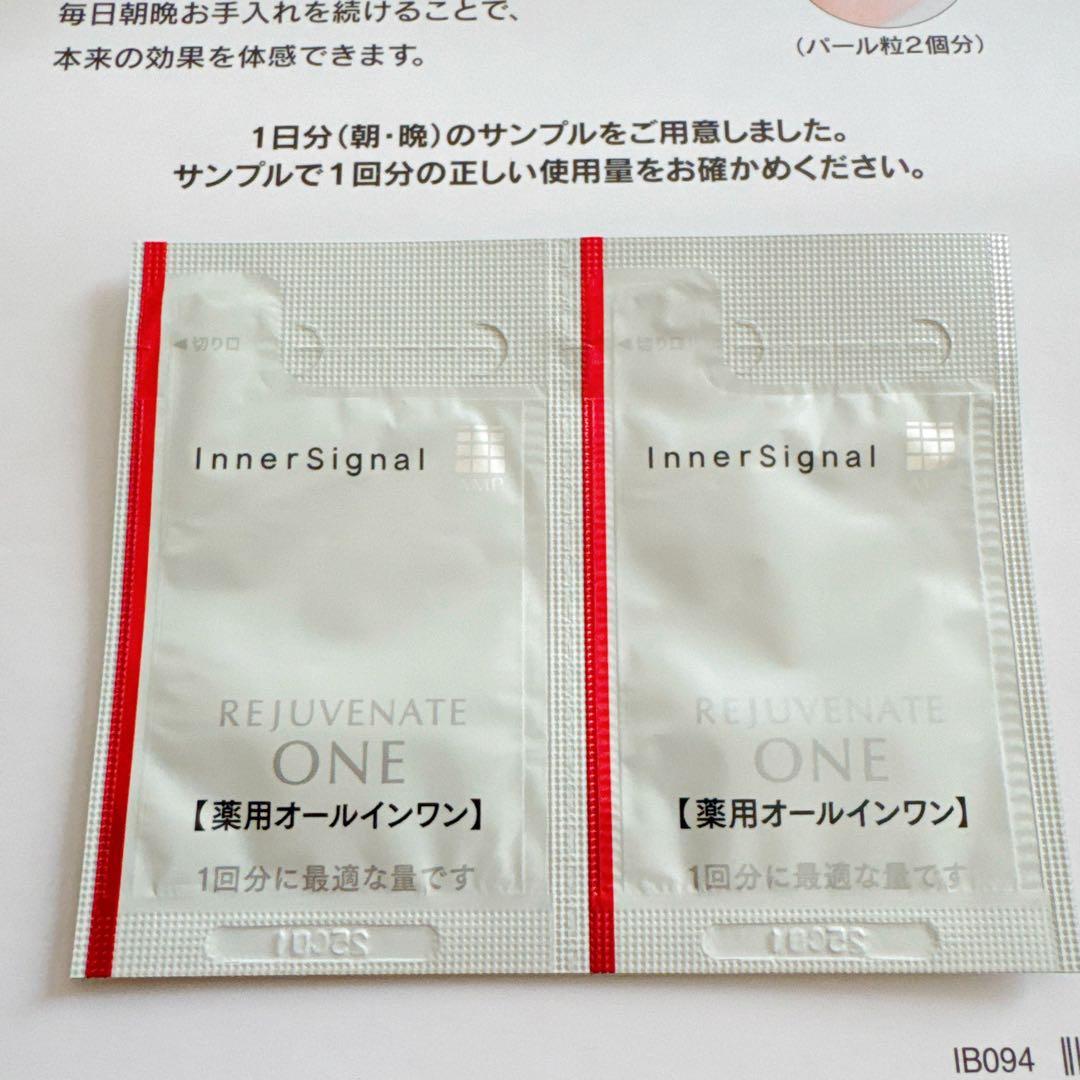 毎日朝晩お手入れを続けることで、
本来の効果を体感できます。
(パール粒2個分)
1日分(朝・晩)のサンプルをご用意しました。
サンプルで1回分の正しい使用量をお確かめください。
◀切り口
InnerSignal
AMP
REJUVENATE
ONE
【薬用オールインワン】
1回分に最適な量です
◀切り口
InnerSignal
REJUVENATE
ONE
【薬用オールインワン】
1回分に最適な量です
IB094